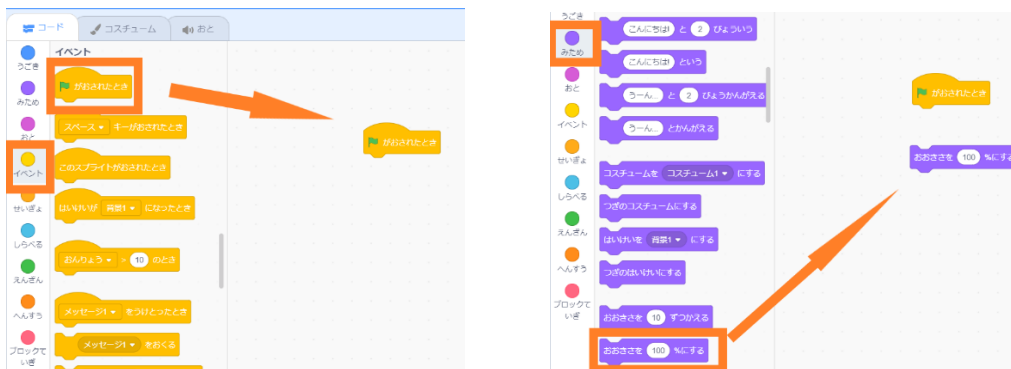 コード
コスチューム
おと
イベント
うごき
がおされたとき
みため
スペース キーがおされたとき
おと
イベント
このスプライトがおされたとき
せいぎょ
はいけいが 背景1 になったとき
しらべる
おんりょう > 10 のとき
えんざん
へんすう
メッセージ1 をうけとったとき
ブロックてい
ぎ
メッセージ1 をおくる
がおされたとき
うごき
こんにちは! と 2 びょういう
みため
こんにちは! という
おと
うーん... と 2 びょうかんがえる
イベント
うーん... とかんがえる
せいぎょ
コスチュームを コスチューム1 にする
しらべる
つぎのコスチュームにする
えんざん
はいけいを 背景1 にする
へんすう
つぎのはいけいにする
ブロックて
いぎ
おおきさを 10 ずつかえる
おおきさを 100 %にする
がおされたとき
おおきさを 100 %にする